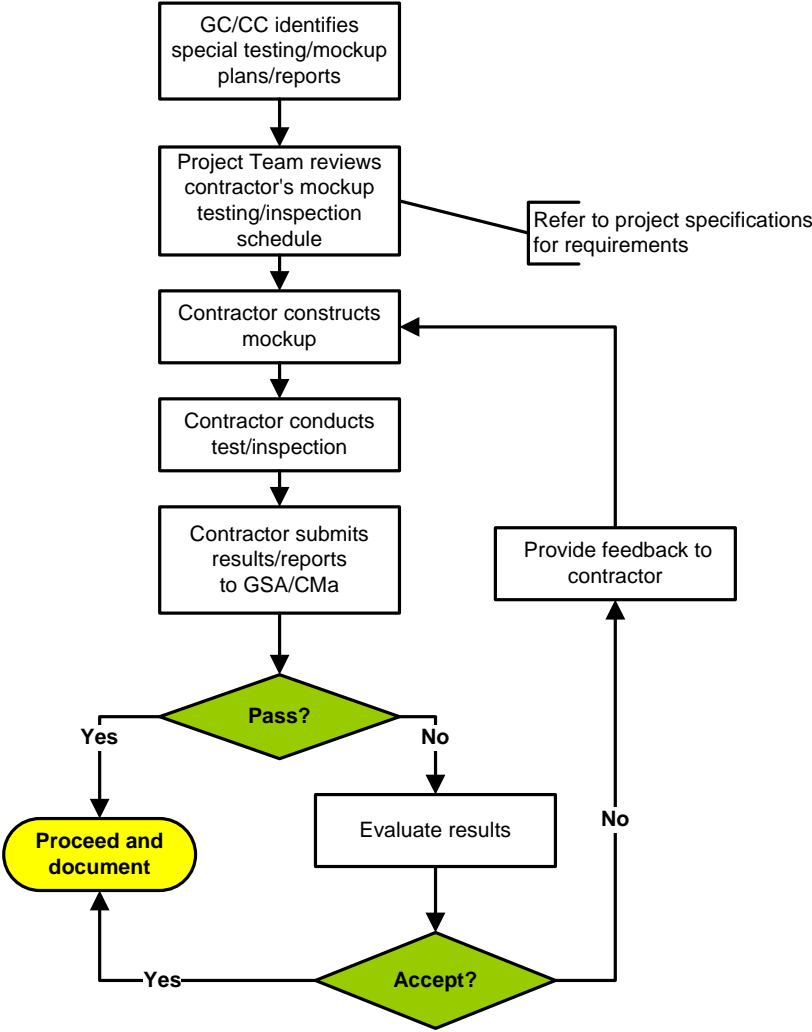 GC/CC identifies
special testing/mockup
plans/reports
Project Team reviews
contractor's mockup
testing/inspection
schedule
Refer to project specifications
for requirements
Contractor constructs
mockup
Contractor conducts
test/inspection
Contractor submits
results/reports
to GSA/CMa
Provide feedback to
contractor
Pass?
Yes
No
Proceed and
document
Evaluate results
No
Accept?
Yes